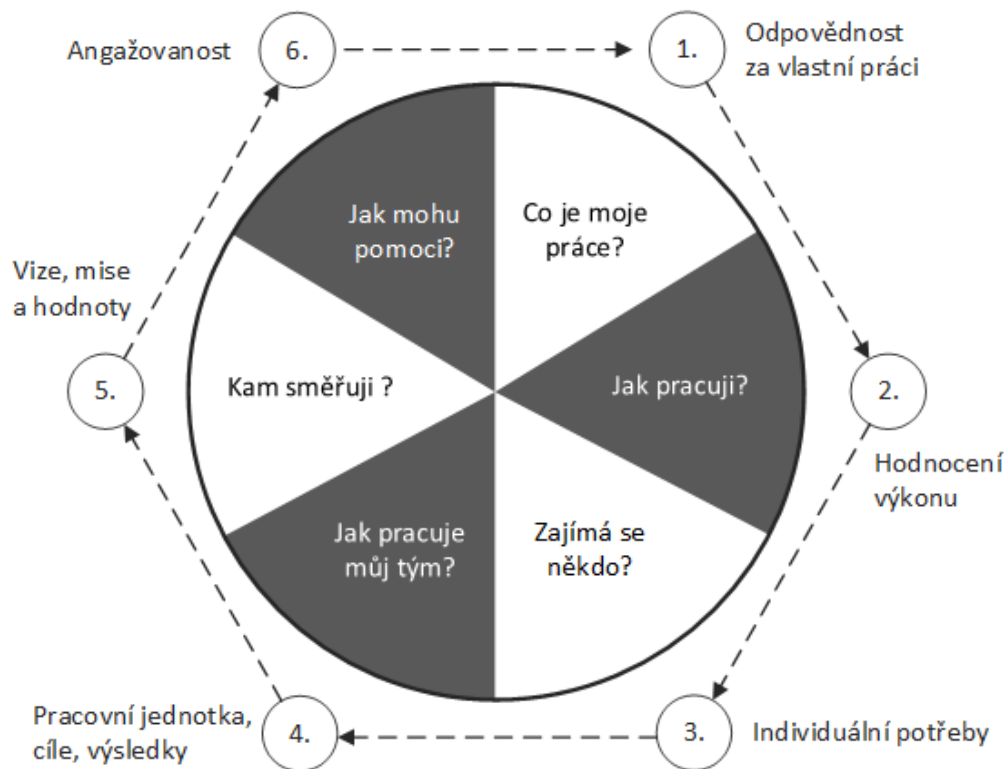 Angažovanost
6.
1.
Odpovědnost
za vlastní práci
Jak mohu
pomoci?
Co je moje
práce?
Vize, mise
a hodnoty
5.
Kam směřuji ?
Jak pracuji?
2.
Hodnocení
výkonu
Jak pracuje
můj tým?
Zajímá se
někdo?
Pracovní jednotka,
cíle, výsledky
4.
3.
Individuální potřeby